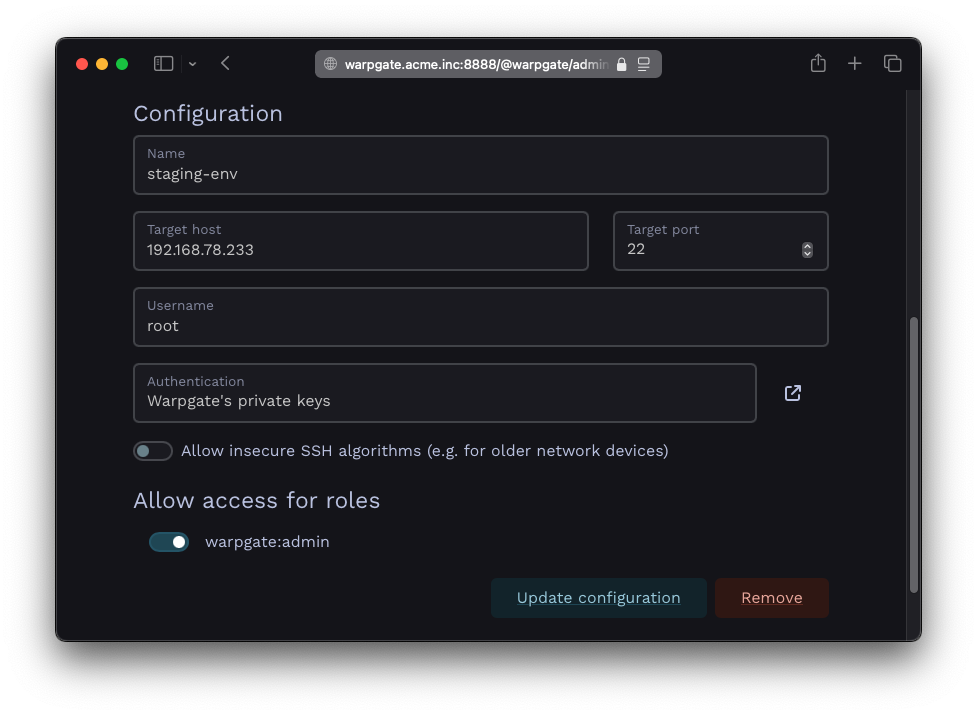 warpgate.acme.inc:8888/@warpgate/admin
Configuration
Name
staging-env
Target host
192.168.78.233
Target port
22
Username
root
Authentication
Warpgate's private keys
Allow insecure SSH algorithms (e.g. for older network devices)
Allow access for roles
warpgate:admin
Update configuration
Remove